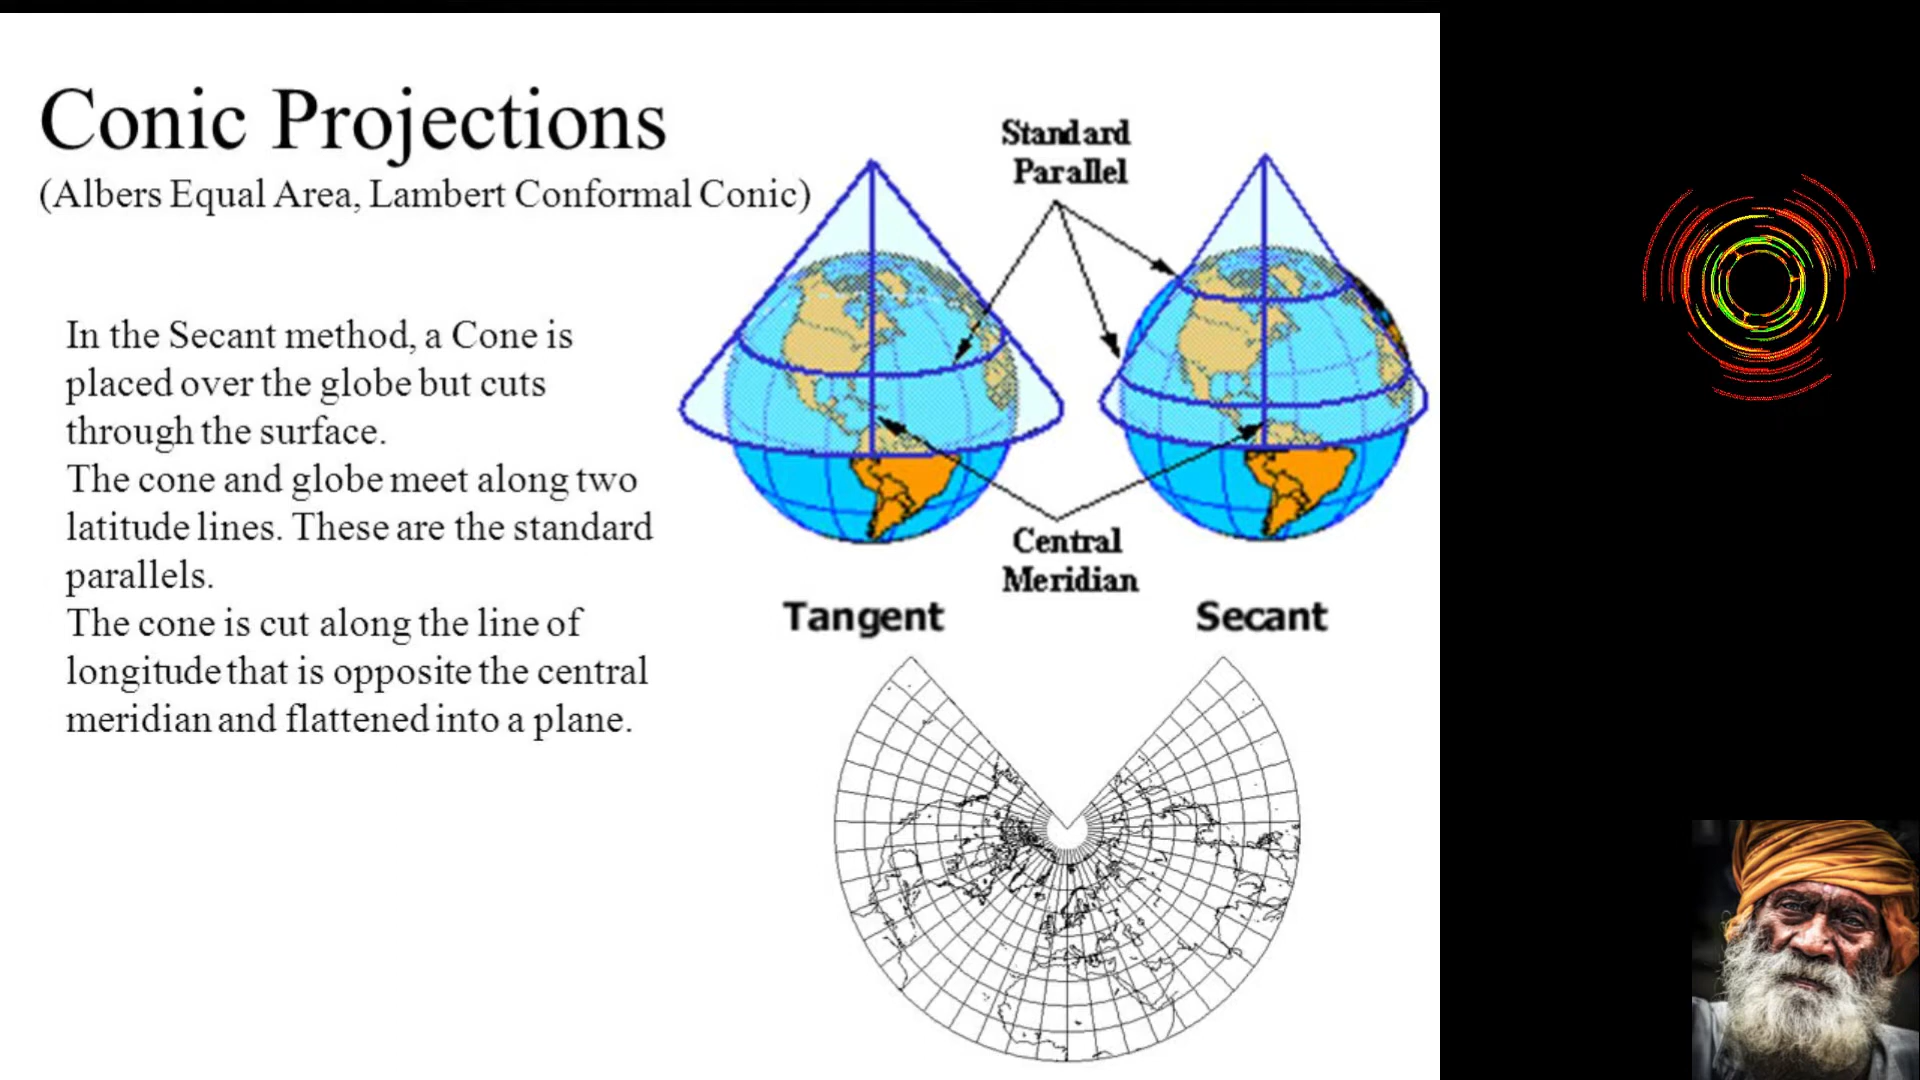 Conic Projections
(Albers Equal Area, Lambert Conformal Conic)
In the Secant method, a Cone is
placed over the globe but cuts
through the surface.
The cone and globe meet along two
latitude lines. These are the standard
parallels.
The cone is cut along the line of
longitude that is opposite the central
meridian and flattened into a plane.
Standard
Parallel
Central
Meridian
Tangent
Secant